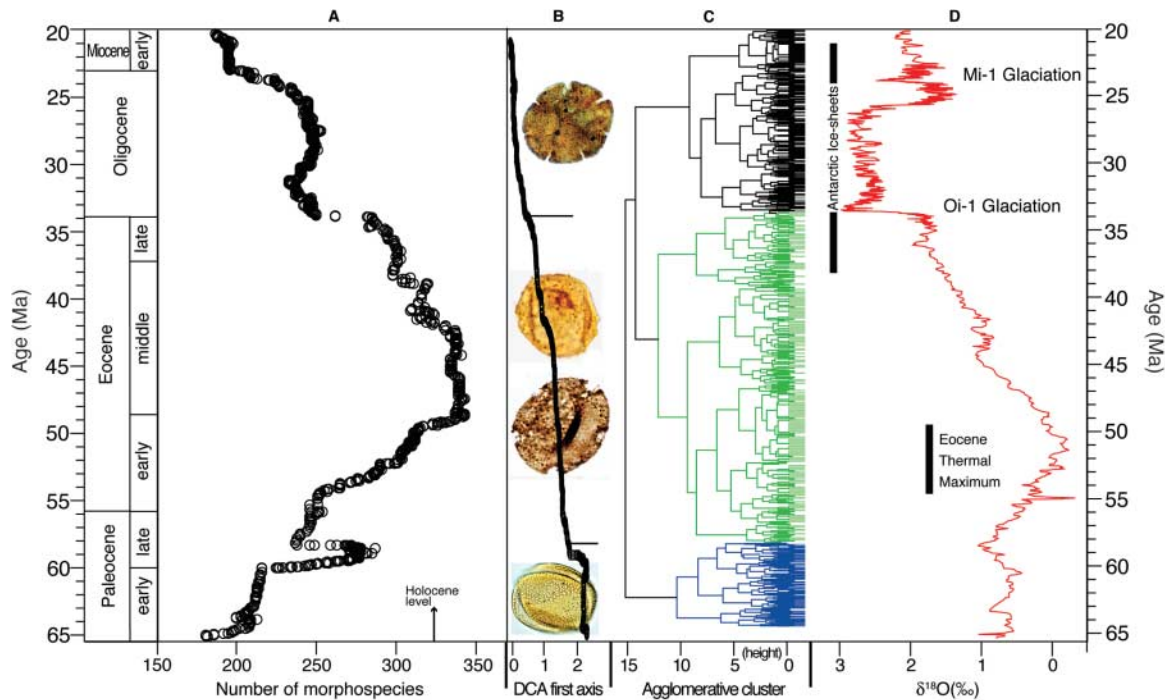 A B C D
20
25
30
35
40
45
50
55
60
65
Age (Ma)
Miocene
early
Oligocene
Eocene
late
middle
early
Paleocene
late
early
Holocene
level
150 200 250 300 350
Number of morphospecies
0 1 2
DCA first axis
(height)
15 10 5 0
Agglomerative cluster
Antarctic Ice-sheets
Mi-1 Glaciation
Oi-1 Glaciation
Eocene
Thermal
Maximum
3 2 1 0
δ18O(‰)
20
25
30
35
40
45
50
55
60
65
Age (Ma)